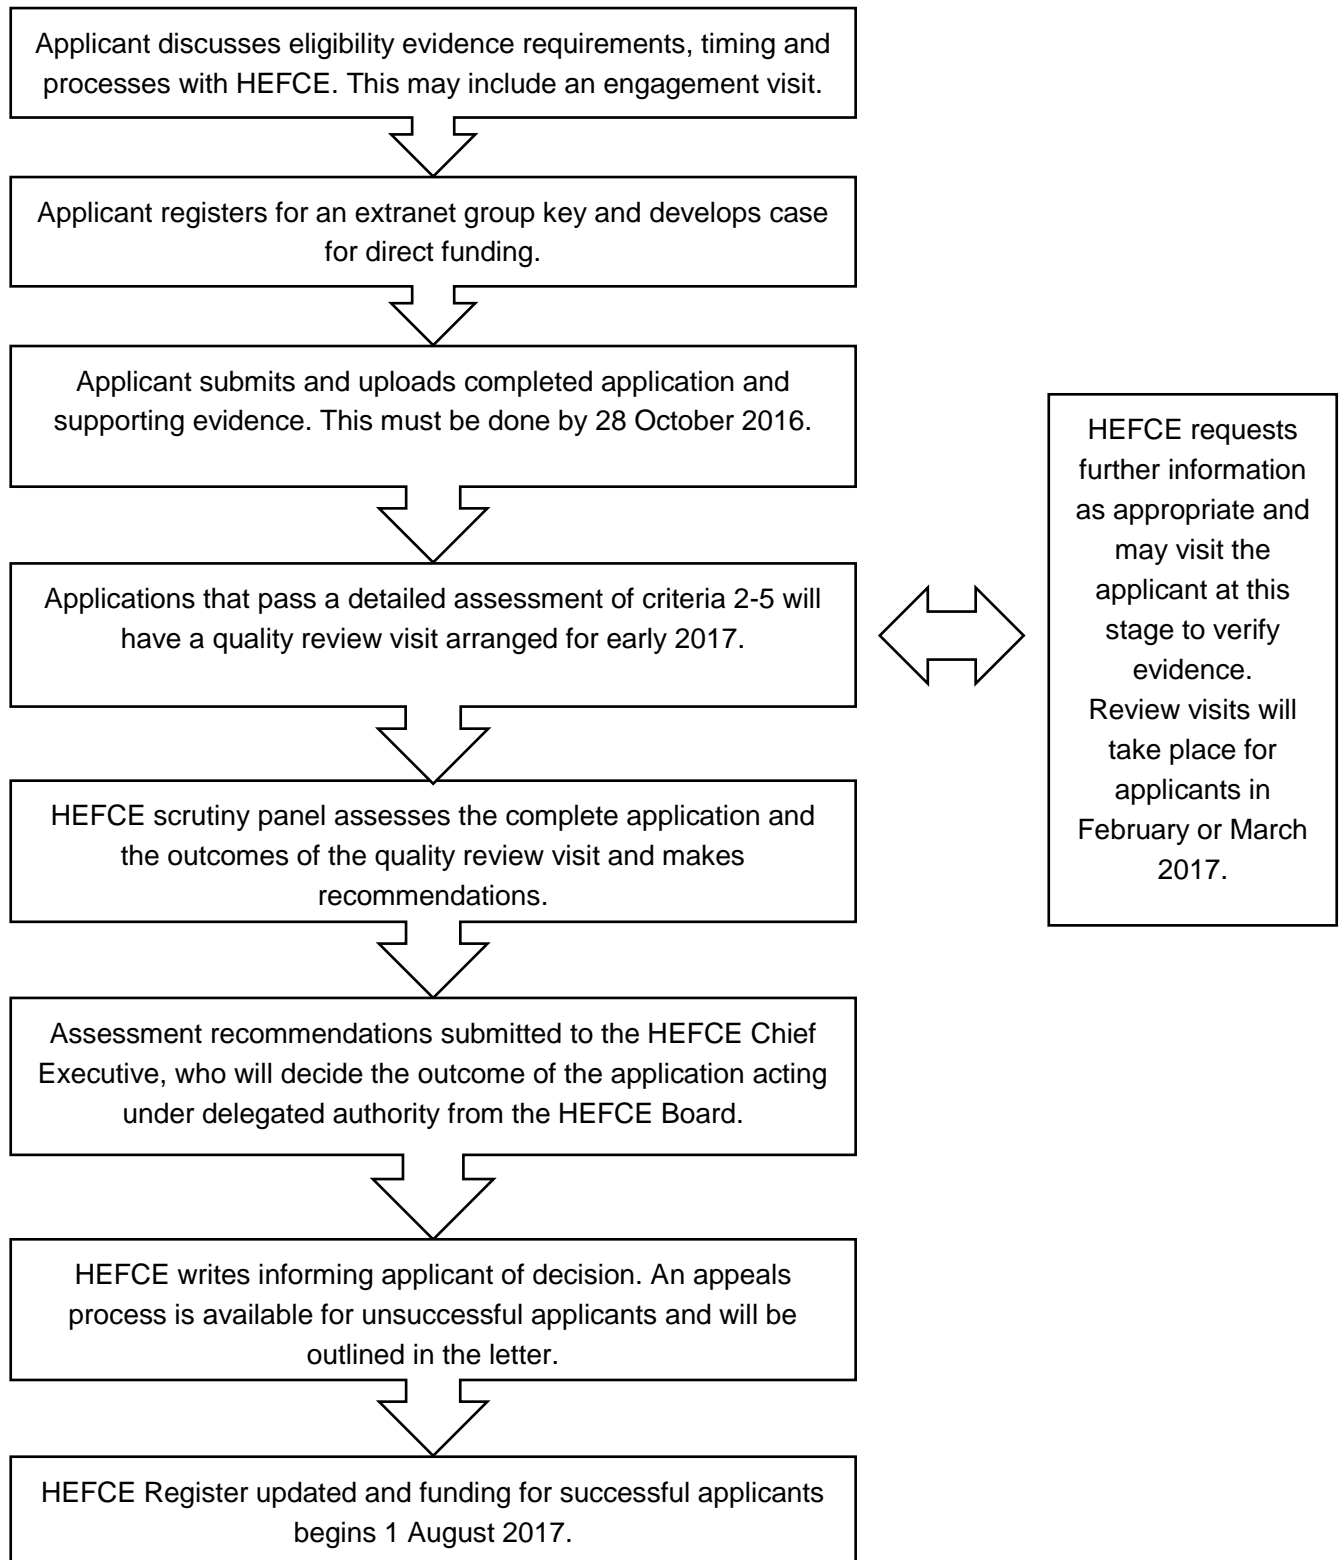 Applicant discusses eligibility evidence requirements, timing and
processes with HEFCE. This may include an engagement visit.
Applicant registers for an extranet group key and develops case
for direct funding.
Applicant submits and uploads completed application and
supporting evidence. This must be done by 28 October 2016.
Applications that pass a detailed assessment of criteria 2-5 will
have a quality review visit arranged for early 2017.
HEFCE requests
further information
as appropriate and
may visit the
applicant at this
stage to verify
evidence.
Review visits will
take place for
applicants in
February or March
2017.
HEFCE scrutiny panel assesses the complete application and
the outcomes of the quality review visit and makes
recommendations.
Assessment recommendations submitted to the HEFCE Chief
Executive, who will decide the outcome of the application acting
under delegated authority from the HEFCE Board.
HEFCE writes informing applicant of decision. An appeals
process is available for unsuccessful applicants and will be
outlined in the letter.
HEFCE Register updated and funding for successful applicants
begins 1 August 2017.